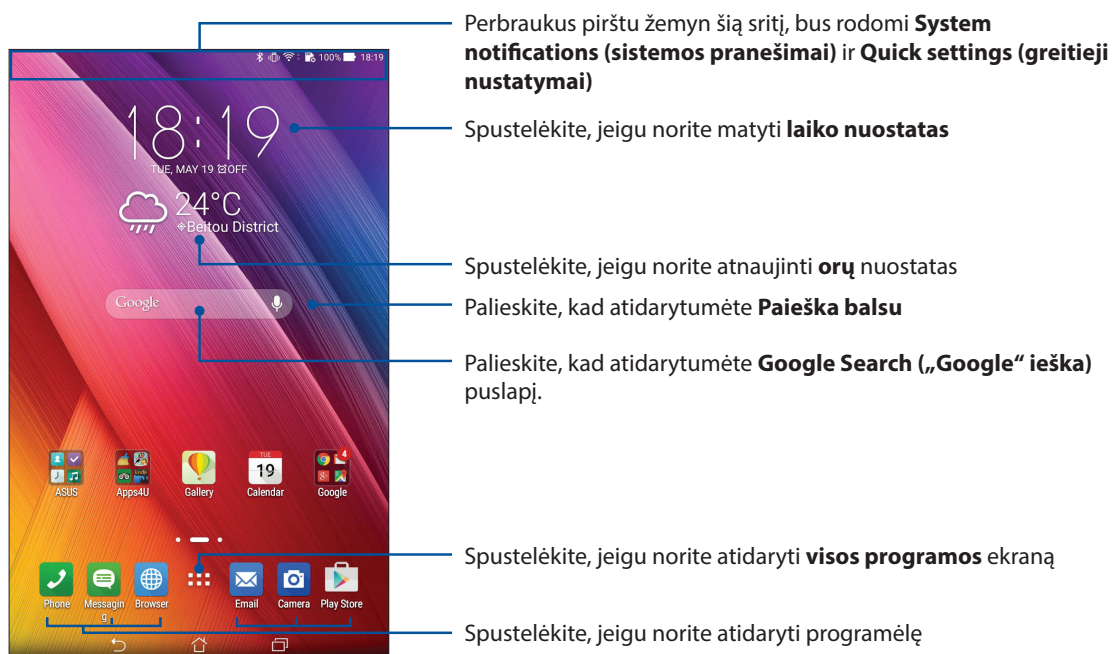 Perbraukus pirštu žemyn šią sritį, bus rodomi System
notifications (sistemos pranešimai) ir Quick settings (greitieji
nustatymai)
100% 18:19
Spustelėkite, jeigu norite matyti laiko nuostatas
18:19
TUE, MAY 19 OFF
24°C
Beitou District
Spustelėkite, jeigu norite atnaujinti orų nuostatas
Google
Palieskite, kad atidarytumėte Paieška balsu
Palieskite, kad atidarytumėte Google Search („Google“ ieška)
puslapį.
TUE
19
4
ASUS Apps4U Gallery Calendar Google
Spustelėkite, jeigu norite atidaryti visos programos ekraną
Phone Messagin
g Browser Email Camera Play Store
Spustelėkite, jeigu norite atidaryti programėlę